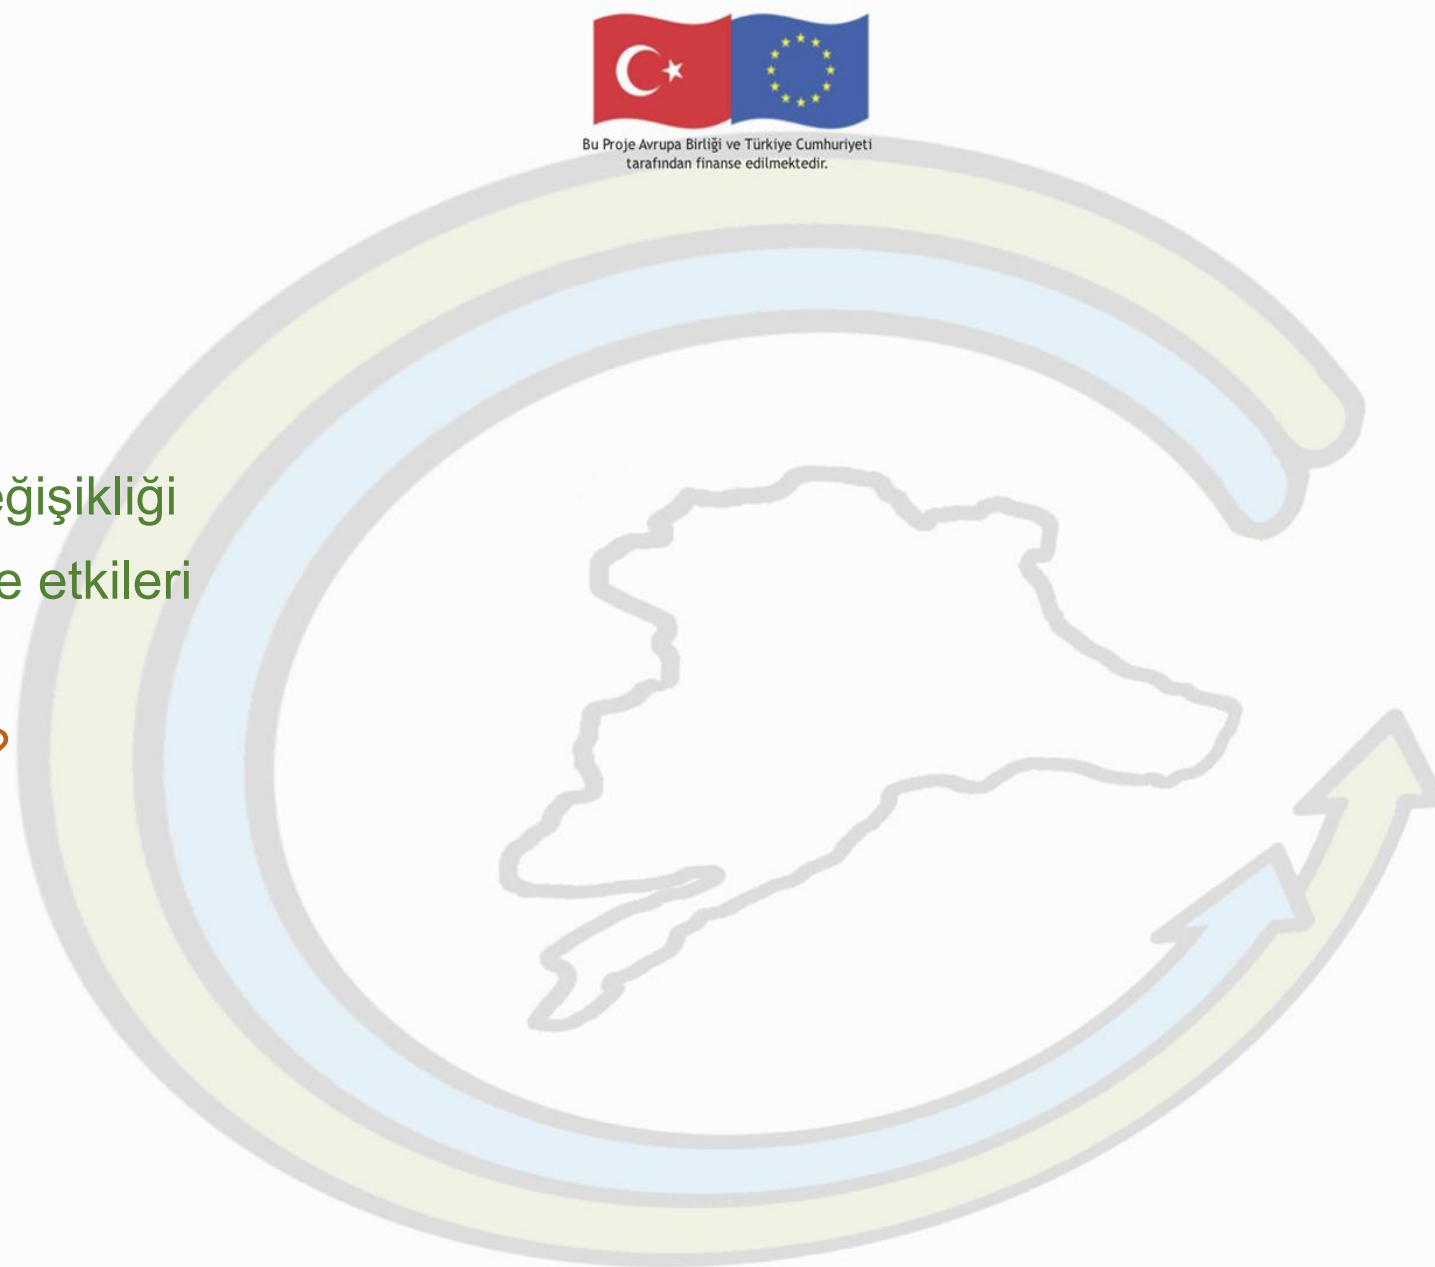 Bu Proje Avrupa Birliği ve Türkiye Cumhuriyeti
tarafından finanse edilmektedir.
eğişikliği
e etkileri
?